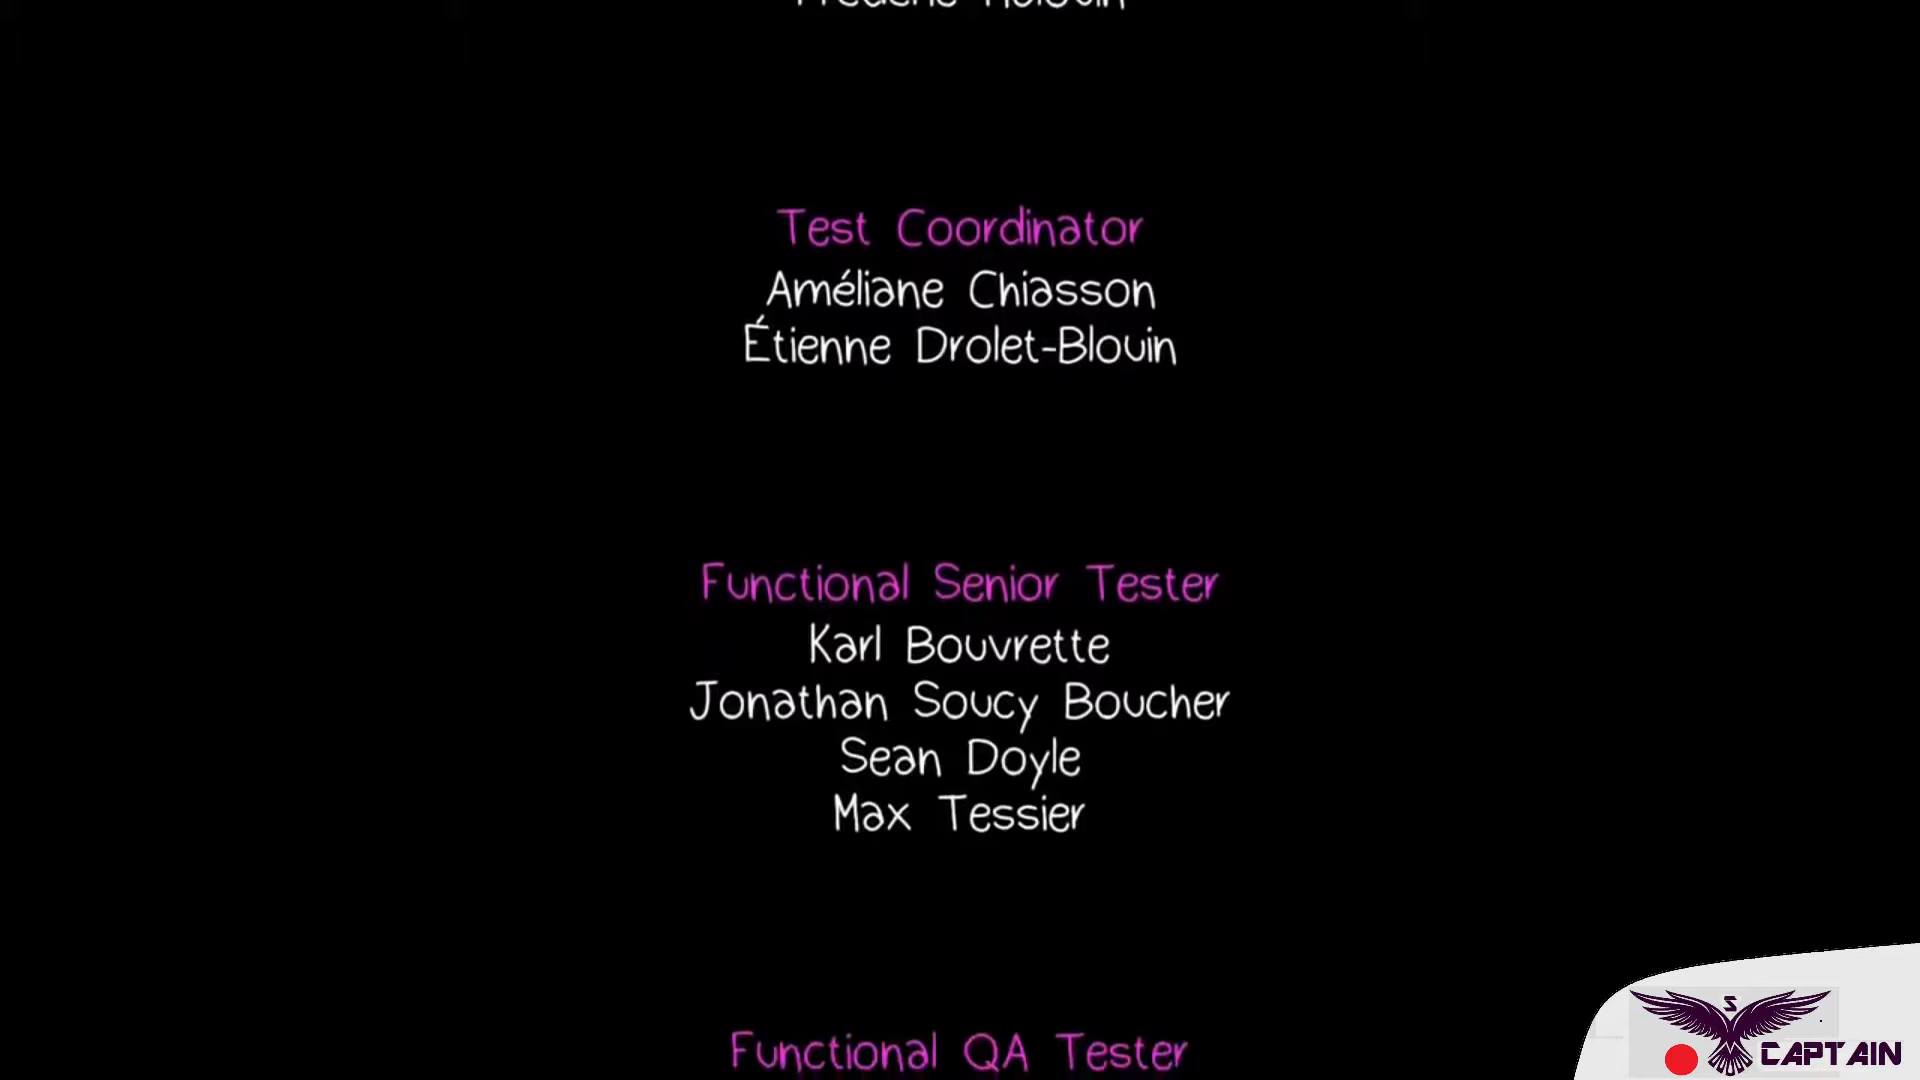 Test Coordinator
Améliane Chiasson
Étienne Drolet-Blouin
Functional Senior Tester
Karl Bouvrette
Jonathan Soucy Boucher
Sean Doyle
Max Tessier
Functional QA Tester
S
CAPTAIN